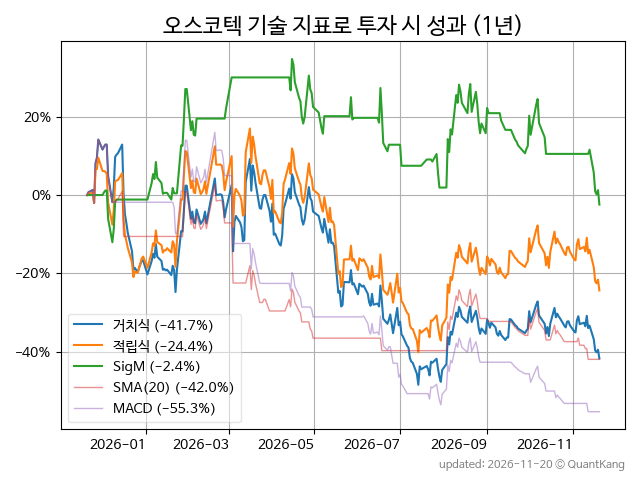 오스코텍 기술 지표로 투자 시 성과 (1년)
20%
0%
−20%
−40%
거치식 (−41.7%)
적립식 (−24.4%)
SigM (−2.4%)
SMA(20) (−42.0%)
MACD (−55.3%)
2026−01 2026−03 2026−05 2026−07 2026−09 2026−11
updated: 2026−11−20 © QuantKang